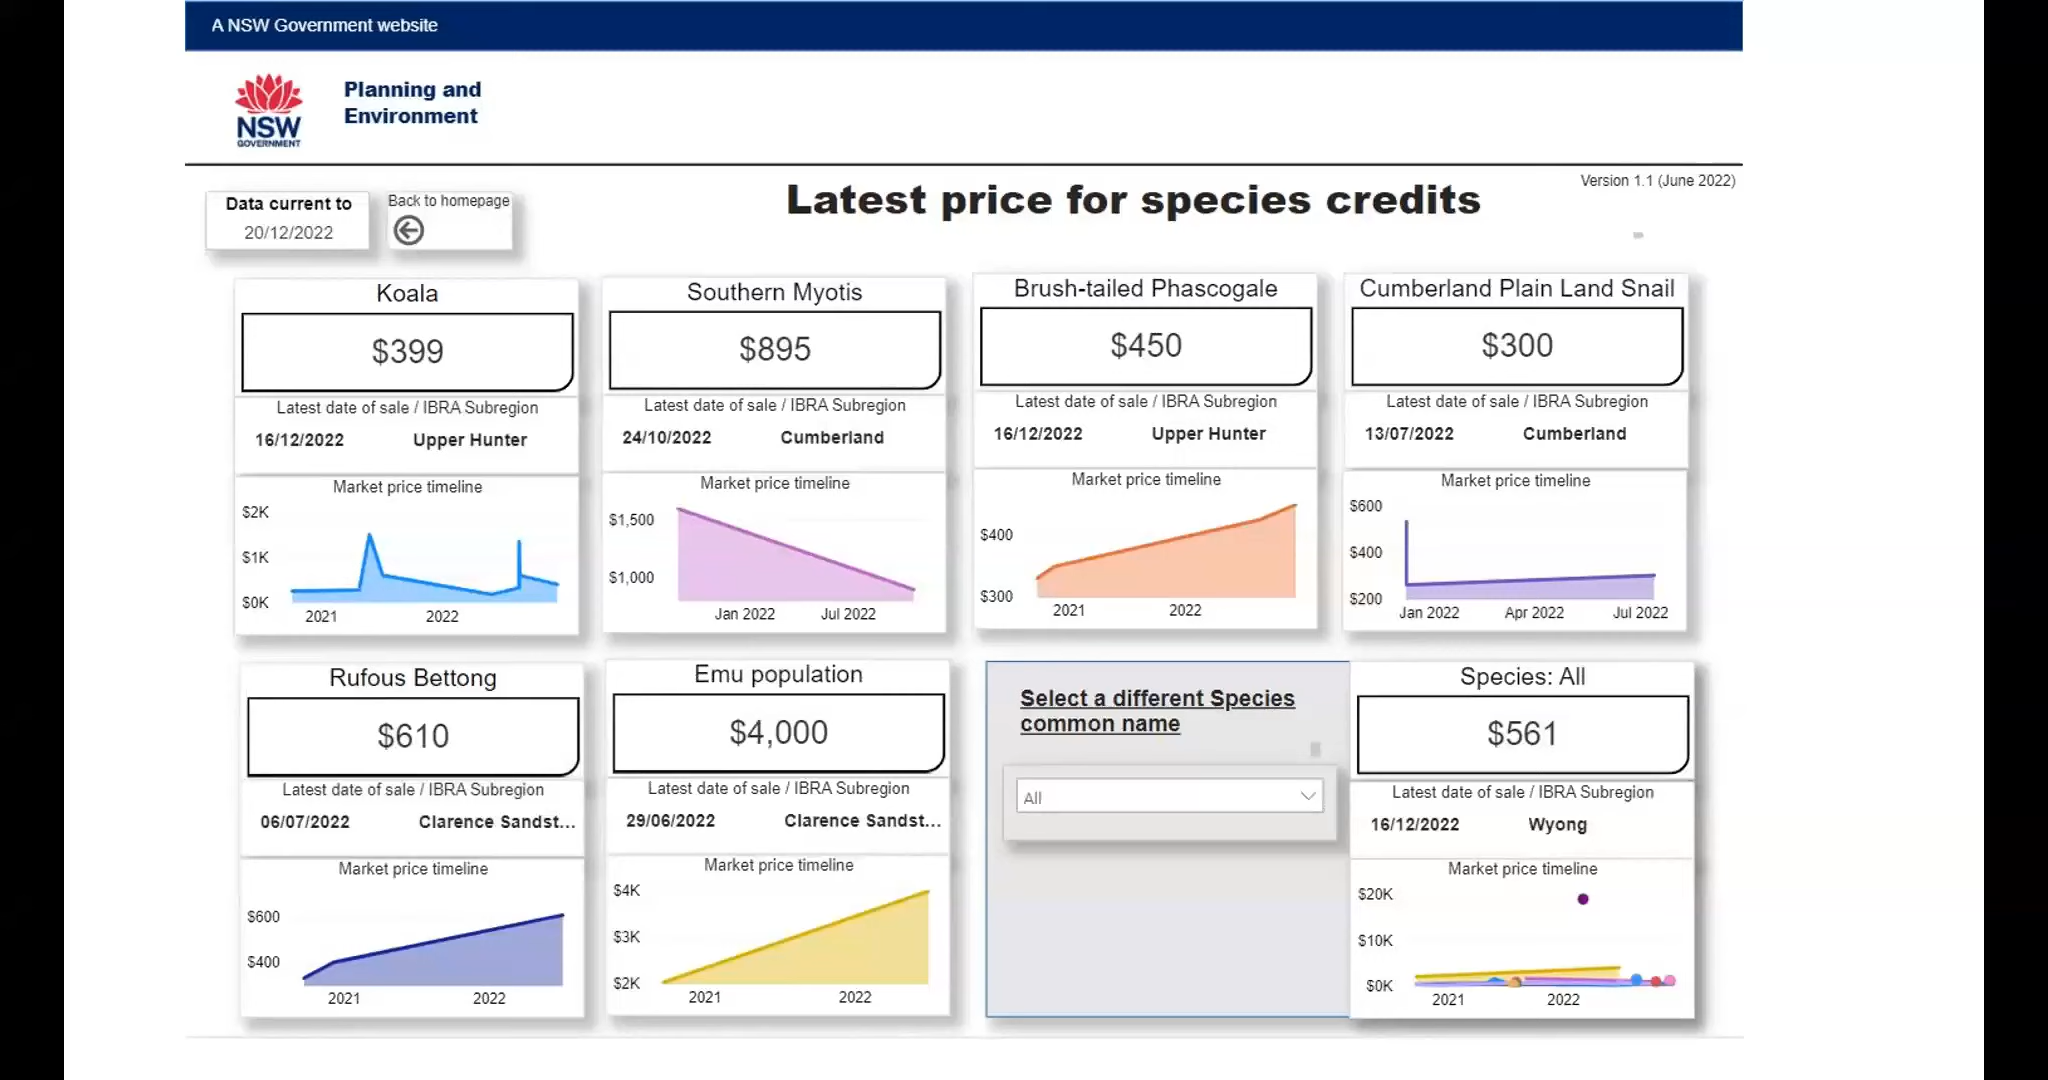 A NSW Government website
NSW
GOVERNMENT
Planning and
Environment
Version 1.1 (June 2022)
Data current to
20/12/2022
Back to homepage
Latest price for species credits
Koala
$399
Latest date of sale / IBRA Subregion
16/12/2022 Upper Hunter
Market price timeline
$2K
$1K
$0K
2021 2022
Southern Myotis
$895
Latest date of sale / IBRA Subregion
24/10/2022 Cumberland
Market price timeline
$1,500
$1,000
Jan 2022 Jul 2022
Brush-tailed Phascogale
$450
Latest date of sale / IBRA Subregion
16/12/2022 Upper Hunter
Market price timeline
$400
$300
2021 2022
Cumberland Plain Land Snail
$300
Latest date of sale / IBRA Subregion
13/07/2022 Cumberland
Market price timeline
$600
$400
$200
Jan 2022 Apr 2022 Jul 2022
Rufous Bettong
$610
Latest date of sale / IBRA Subregion
06/07/2022 Clarence Sandst...
Market price timeline
$600
$400
2021 2022
Emu population
$4,000
Latest date of sale / IBRA Subregion
29/06/2022 Clarence Sandst...
Market price timeline
$4K
$3K
$2K
2021 2022
Select a different Species
common name
All
Species: All
$561
Latest date of sale / IBRA Subregion
16/12/2022 Wyong
Market price timeline
$20K
$10K
$0K
2021 2022